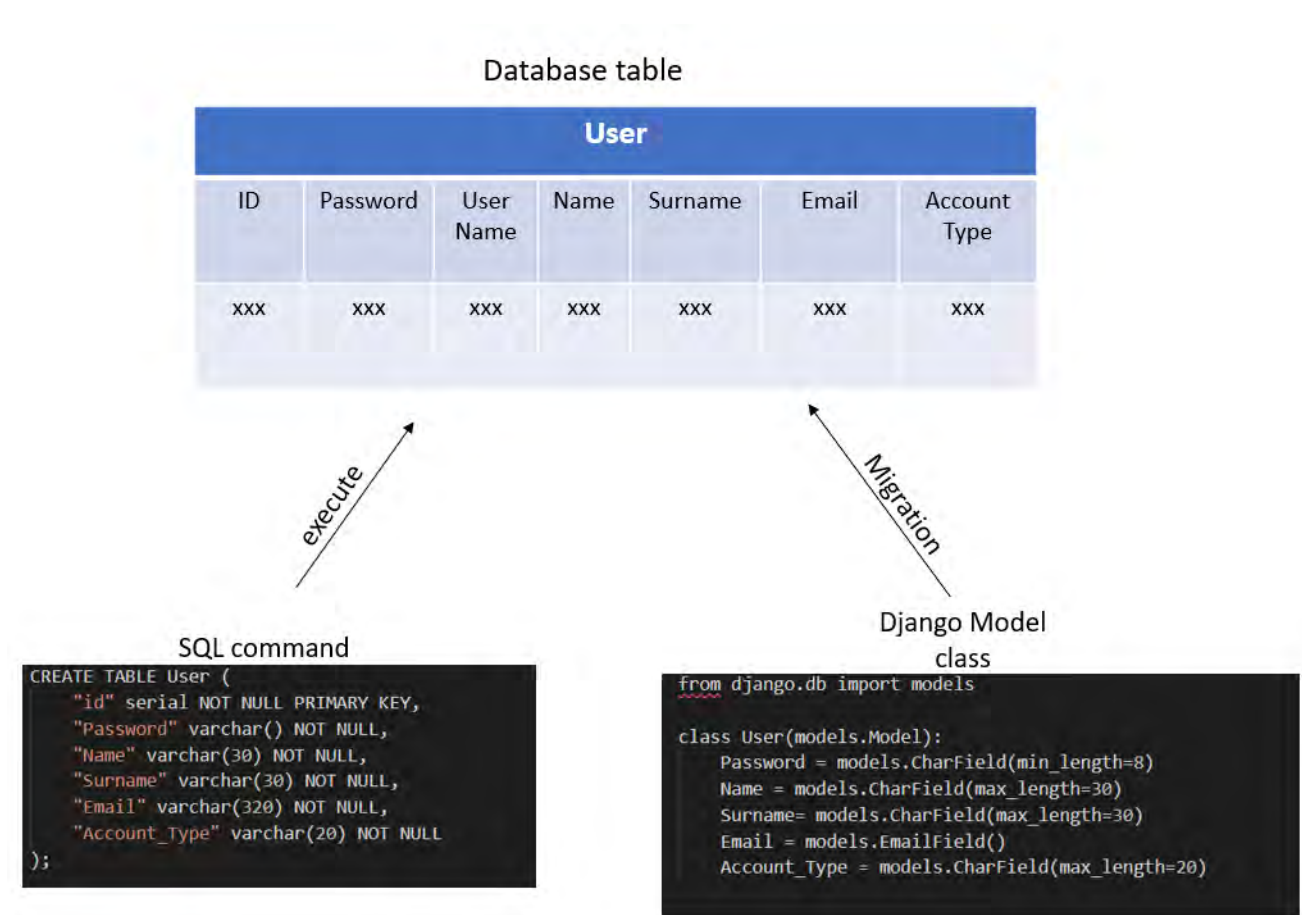 Database table
User
ID Password User Name Surname Email Account
Name Type
xxx xxx xxx xxx xxx xxx xxx
execute
Migration
SQL command
CREATE TABLE User (
"id" serial NOT NULL PRIMARY KEY,
"Password" varchar() NOT NULL,
"Name" varchar(30) NOT NULL,
"Surname" varchar(30) NOT NULL,
"Email" varchar(320) NOT NULL,
"Account_Type" varchar(20) NOT NULL
);
Django Model
class
from django.db import models
class User(models.Model):
Password = models.CharField(min_length=8)
Name = models.CharField(max_length=30)
Surname= models.CharField(max_length=30)
Email = models.EmailField()
Account_Type = models.CharField(max_length=20)